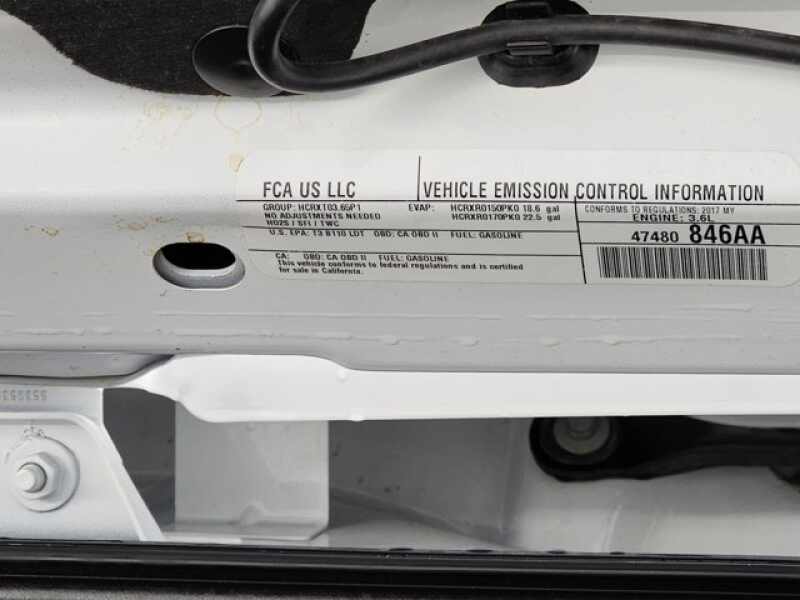 FCA US LLC
VEHICLE EMISSION CONTROL INFORMATION
GROUP: HCRXT03.65P1
EVAP: HCRXR0150PK0 18.6 gal
NO ADJUSTMENTS NEEDED
HCRXR0170PK0 22.5 gal
HO2S / SFI / TWC
CONFORMS TO REGULATIONS: 2017 MY
ENGINE: 3.6L
U.S. EPA: T3 B110 LDT OBD: CA OBD II FUEL: GASOLINE
47480 846AA
CA: OBD: CA OBD II FUEL: GASOLINE
This vehicle conforms to federal regulations and is certified
for sale in California.